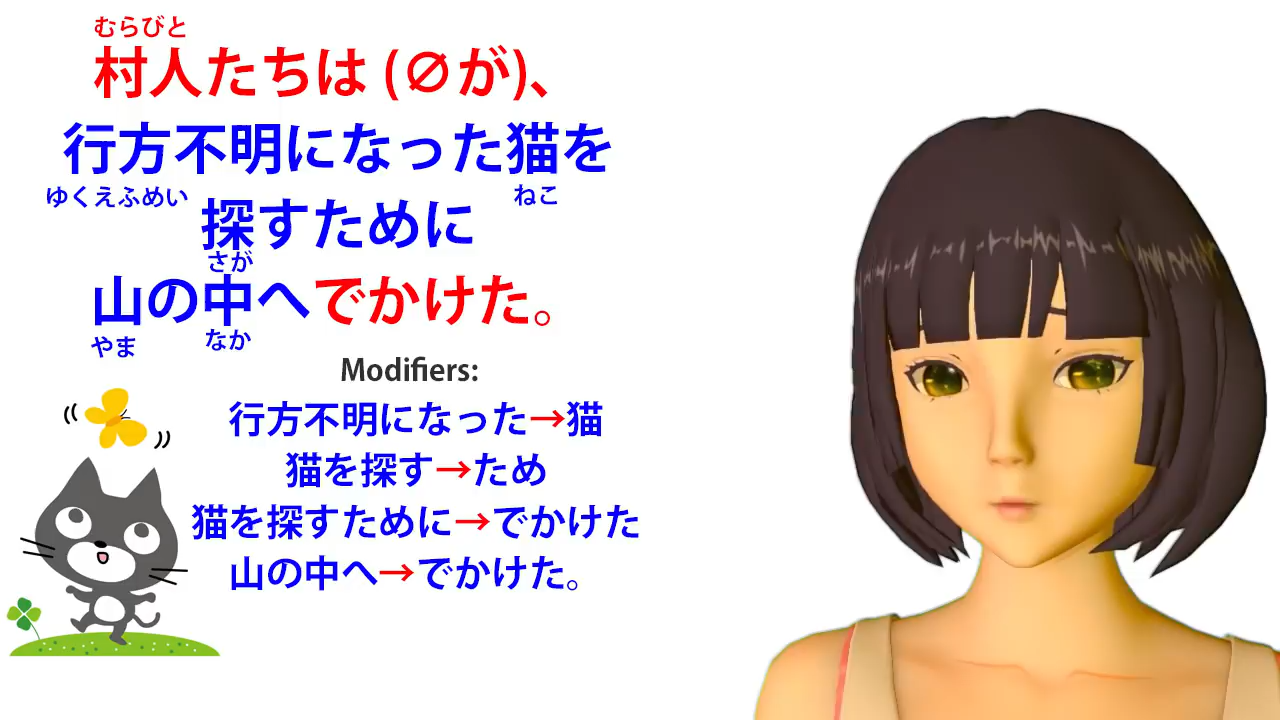 むらびと
村人たちは (∅が)、
行方不明になった猫を
ゆくえふめい ねこ
探すために
さが
山の中へでかけた。
やま なか
Modifiers:
行方不明になった→猫
猫を探す→ため
猫を探すために→でかけた
山の中へ→でかけた。